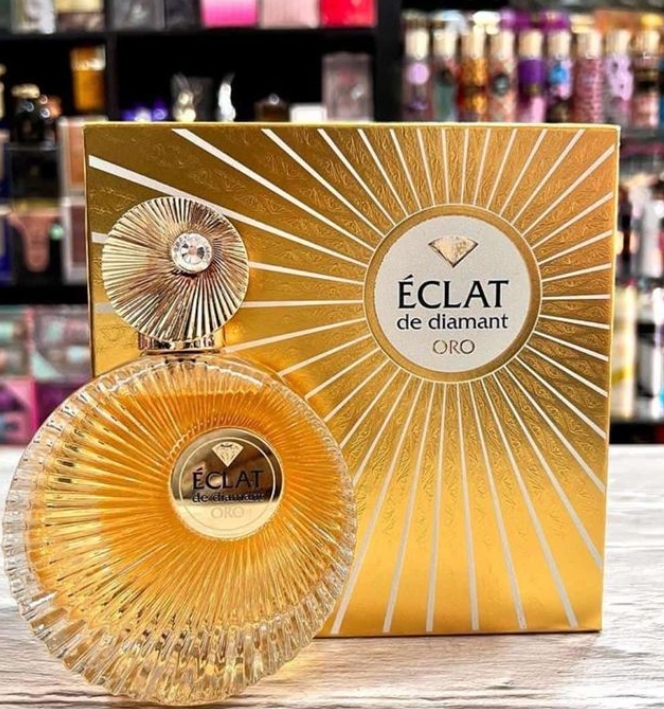 ÉCLAT
de diamant
ORO
ÉCLAT
de diamant
ORO